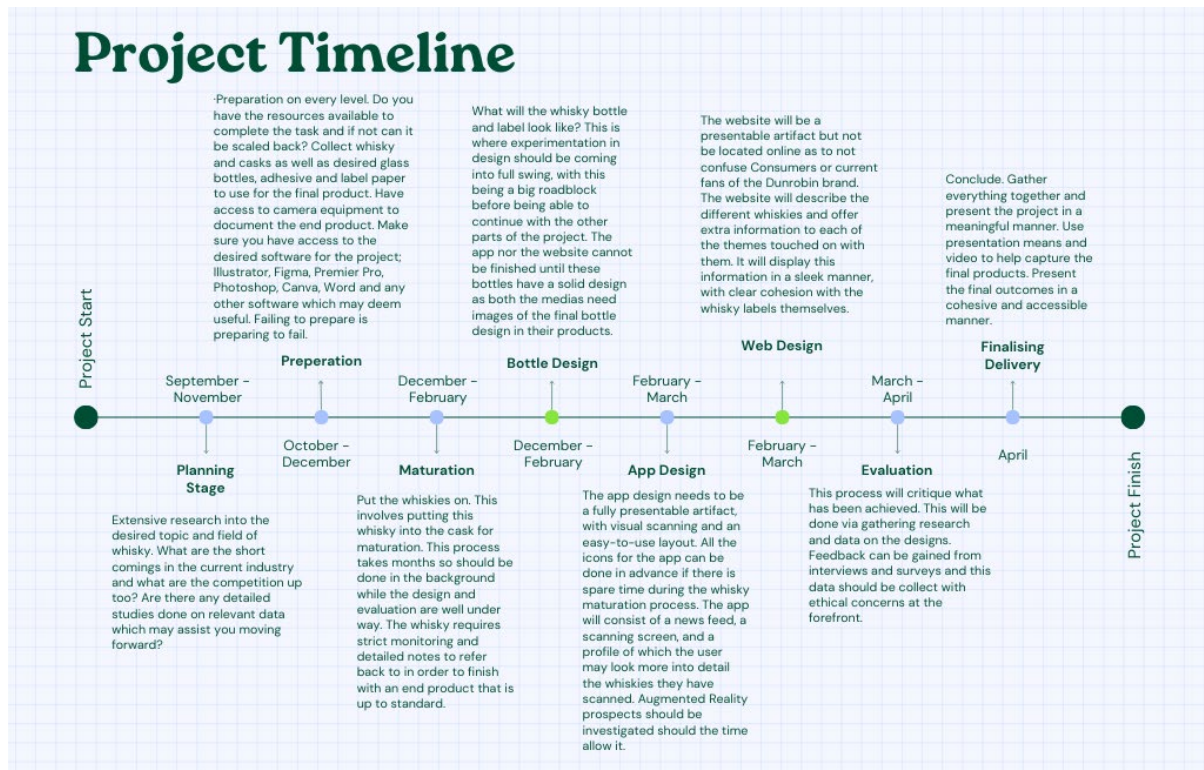 Project Timeline
·Preparation on every level. Do you
have the resources available to
complete the task and if not can it
be scaled back? Collect whisky
and casks as well as desired glass
bottles, adhesive and label paper
to use for the final product. Have
access to camera equipment to
document the end product. Make
sure you have access to the
desired software for the project;
Illustrator, Figma, Premier Pro,
Photoshop, Canva, Word and any
other software which may deem
useful. Failing to prepare is
preparing to fail.
Preperation
What will the whisky bottle
and label look like? This is
where experimentation in
design should be coming
into full swing, with this
being a big roadblock
before being able to
continue with the other
parts of the project. The
app nor the website cannot
be finished until these
bottles have a solid design
as both the medias need
images of the final bottle
design in their products.
Bottle Design
The website will be a
presentable artifact but not
be located online as to not
confuse Consumers or current
fans of the Dunrobin brand.
The website will describe the
different whiskies and offer
extra information to each of
the themes touched on with
them. It will display this
information in a sleek manner,
with clear cohesion with the
whisky labels themselves.
Web Design
Conclude. Gather
everything together and
present the project in a
meaningful manner. Use
presentation means and
video to help capture the
final products. Present
the final outcomes in a
cohesive and accessible
manner.
Finalising
Delivery
Project Start
September -
November
December -
February
February -
March
March -
April
October -
December
December -
February
February -
March
April
Project Finish
Planning
Stage
Extensive research into the
desired topic and field of
whisky. What are the short
comings in the current industry
and what are the competition up
too? Are there any detailed
studies done on relevant data
which may assist you moving
forward?
Maturation
Put the whiskies on. This
involves putting this
whisky into the cask for
maturation. This process
takes months so should be
done in the background
while the design and
evaluation are well under
way. The whisky requires
strict monitoring and
detailed notes to refer
back to in order to finish
with an end product that is
up to standard.
App Design
The app design needs to be
a fully presentable artifact,
with visual scanning and an
easy-to-use layout. All the
icons for the app can be
done in advance if there is
spare time during the whisky
maturation process. The app
will consist of a news feed, a
scanning screen, and a
profile of which the user
may look more into detail
the whiskies they have
scanned. Augmented Reality
prospects should be
investigated should the time
allow it.
Evaluation
This process will critique what
has been achieved. This will be
done via gathering research
and data on the designs.
Feedback can be gained from
interviews and surveys and this
data should be collect with
ethical concerns at the
forefront.